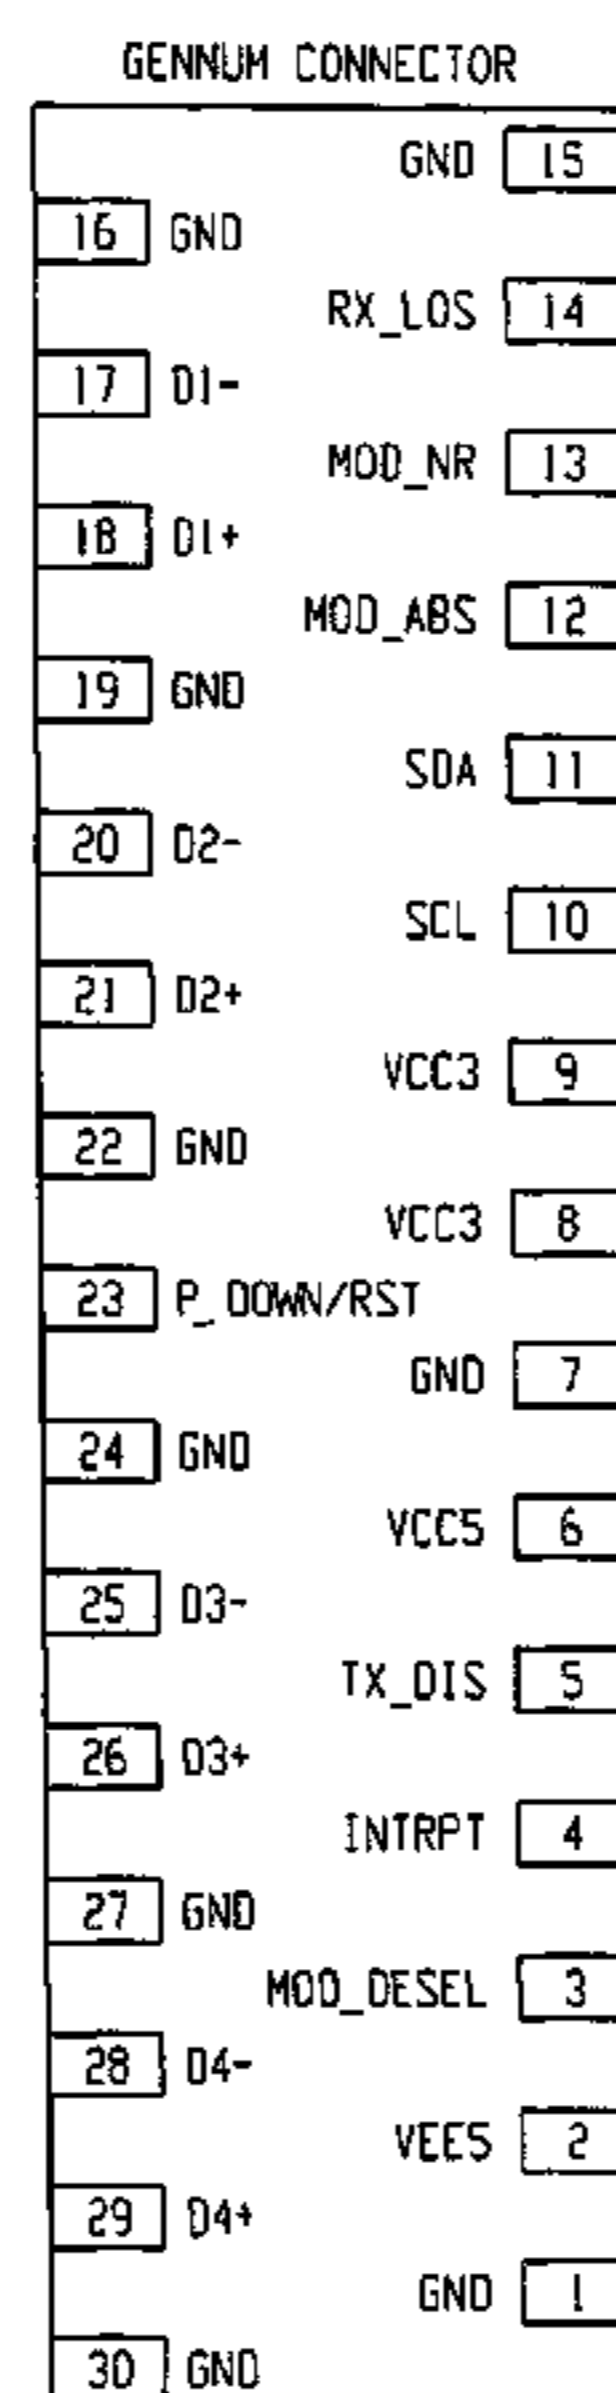 GENNUM CONNECTOR
GND 15
16 GND
RX_LOS 14
17 D1-
MOD_NR 13
18 D1+
MOD_ABS 12
19 GND
SDA 11
20 D2-
SCL 10
21 D2+
VCC3 9
22 GND
VCC3 8
23 P_DOWN/RST
GND 7
24 GND
VCC5 6
25 D3-
TX_DIS 5
26 D3+
INTRPT 4
27 GND
MOD_DESEL 3
28 D4-
VEE5 2
29 D4+
GND 1
30 GND